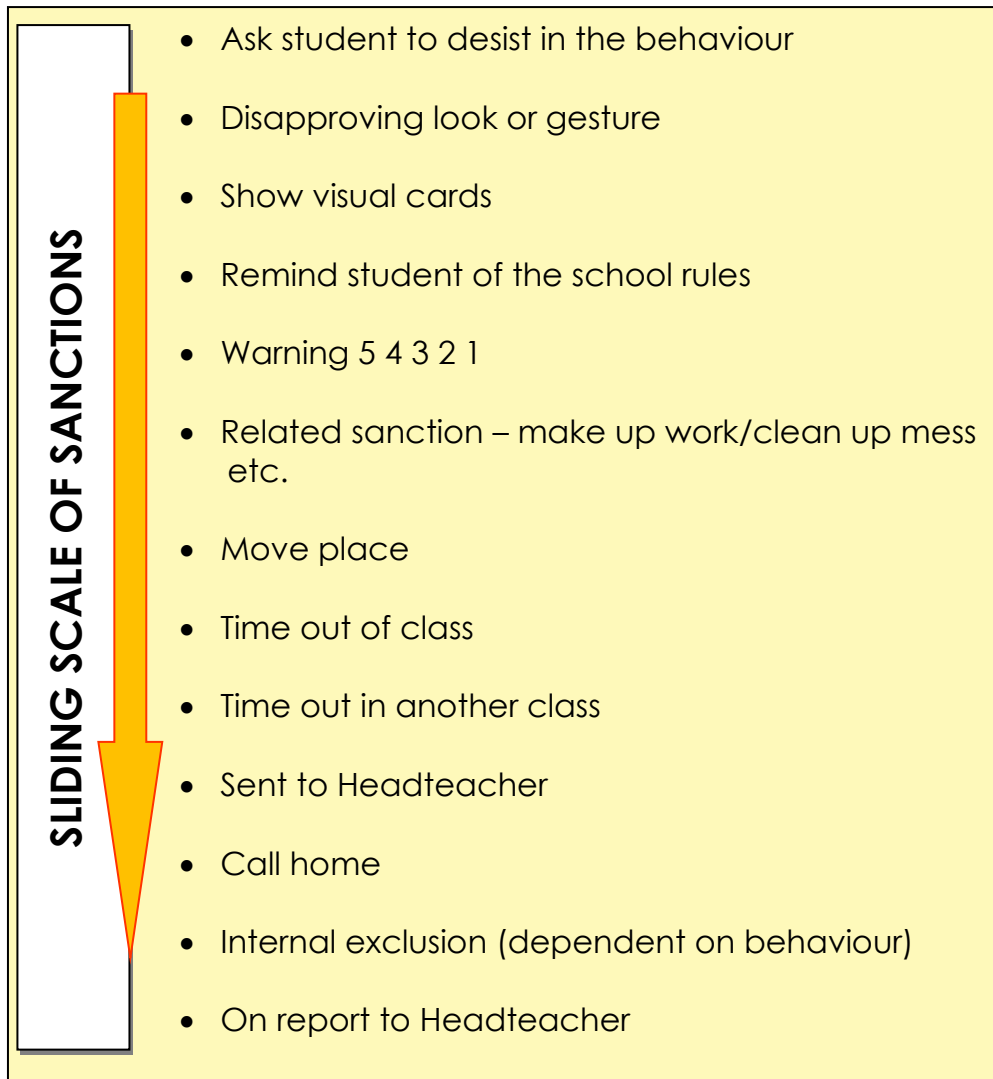 SLIDING SCALE OF SANCTIONS
• Ask student to desist in the behaviour
• Disapproving look or gesture
• Show visual cards
• Remind student of the school rules
• Warning 5 4 3 2 1
• Related sanction – make up work/clean up mess
etc.
• Move place
• Time out of class
• Time out in another class
• Sent to Headteacher
• Call home
• Internal exclusion (dependent on behaviour)
• On report to Headteacher